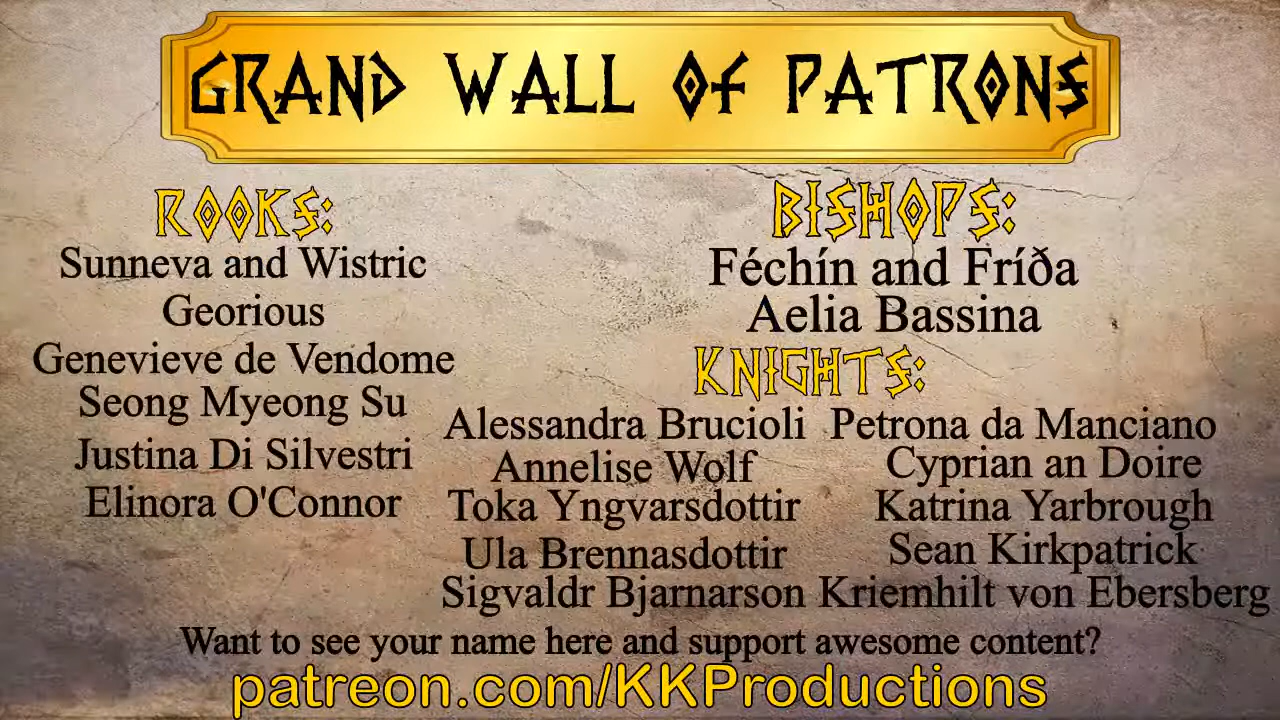 GRAND WALL OF PATRONS
ROOKS:
Sunneva and Wistric
Georious
Genevieve de Vendome
Seong Myeong Su
Justina Di Silvestri
Elinora O'Connor
BISHOPS:
Féchín and Fríða
Aelia Bassina
KNIGHTS:
Alessandra Brucioli
Annelise Wolf
Toka Yngvarsdottir
Ula Brennasdottir
Sigvaldr Bjarnarson
Petrona da Manciano
Cyprian an Doire
Katrina Yarbrough
Sean Kirkpatrick
Kriemhilt von Ebersberg
Want to see your name here and support awesome content?
patreon.com/KKProductions